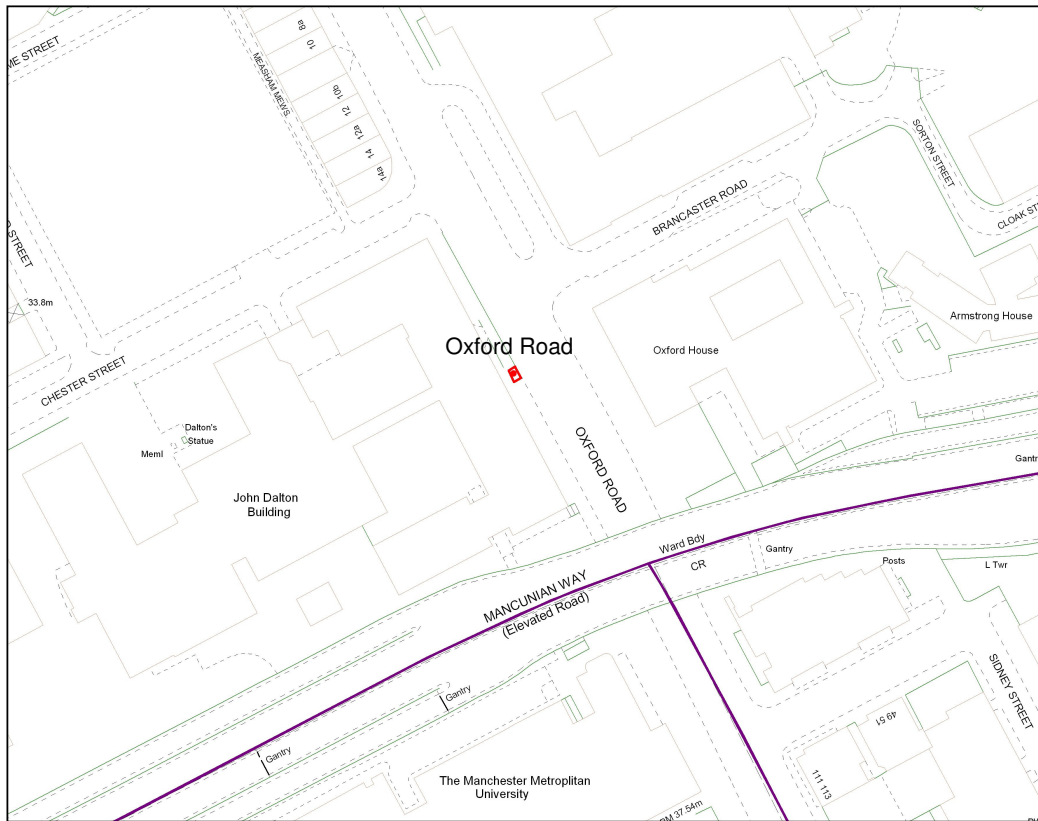 ME STREET
MEASHAM MEWS
8a
10
10b
12
12a
14
14a
SORTON STREET
BRANCASTER ROAD
CLOAK ST
D STREET
33.8m
Armstrong House
Oxford Road
Oxford House
CHESTER STREET
Dalton's
Statue
Meml
OXFORD ROAD
John Dalton
Building
Gantr
Ward Bdy
Gantry
CR
Posts
L Twr
MANCUNIAN WAY
(Elevated Road)
SIDNEY STREET
Gantry
49 51
Gantry
The Manchester Metroplitan
University
111 113
BM 37.54m